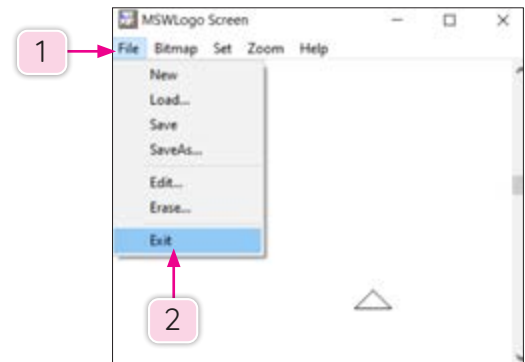 MSWLogo Screen
1
File Bitmap Set Zoom Help
New
Load...
Save
SaveAs...
Edit...
Erase...
Exit
2